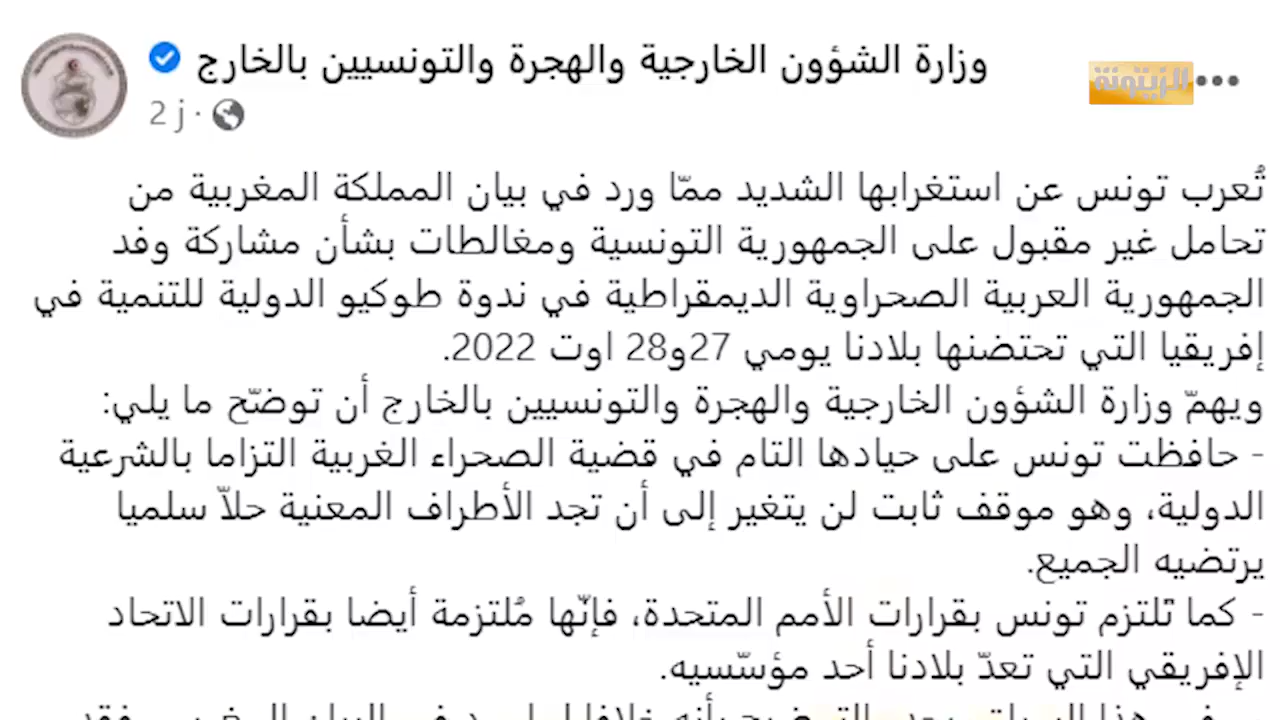 وزارة الشؤون الخارجية والهجرة والتونسيين بالخارج
الزيتونة
2 j ·
تُعرب تونس عن استغرابها الشديد ممّا ورد في بيان المملكة المغربية من
تحامل غير مقبول على الجمهورية التونسية ومغالطات بشأن مشاركة وفد
الجمهورية العربية الصحراوية الديمقراطية في ندوة طوكيو الدولية للتنمية في
إفريقيا التي تحتضنها بلادنا يومي 27و28 اوت 2022.
ويهمّ وزارة الشؤون الخارجية والهجرة والتونسيين بالخارج أن توضّح ما يلي:
- حافظت تونس على حيادها التام في قضية الصحراء الغربية التزاما بالشرعية
الدولية، وهو موقف ثابت لن يتغير إلى أن تجد الأطراف المعنية حلاّ سلميا
يرتضيه الجميع.
- كما تَلتزم تونس بقرارات الأمم المتحدة، فإنّها مُلتزمة أيضا بقرارات الاتحاد
الإفريقي التي تعدّ بلادنا أحد مؤسّسيه.